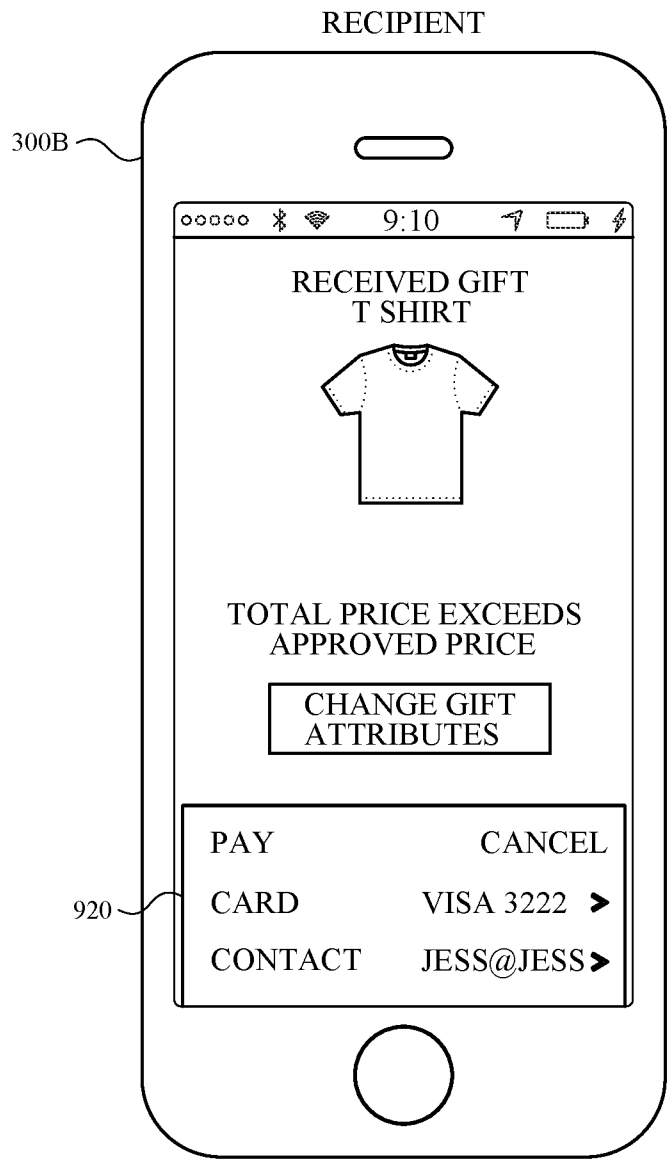 RECIPIENT
300B
9:10
RECEIVED GIFT
T SHIRT
TOTAL PRICE EXCEEDS
APPROVED PRICE
CHANGE GIFT
ATTRIBUTES
PAY CANCEL
920
CARD VISA 3222 >
CONTACT JESS@JESS >